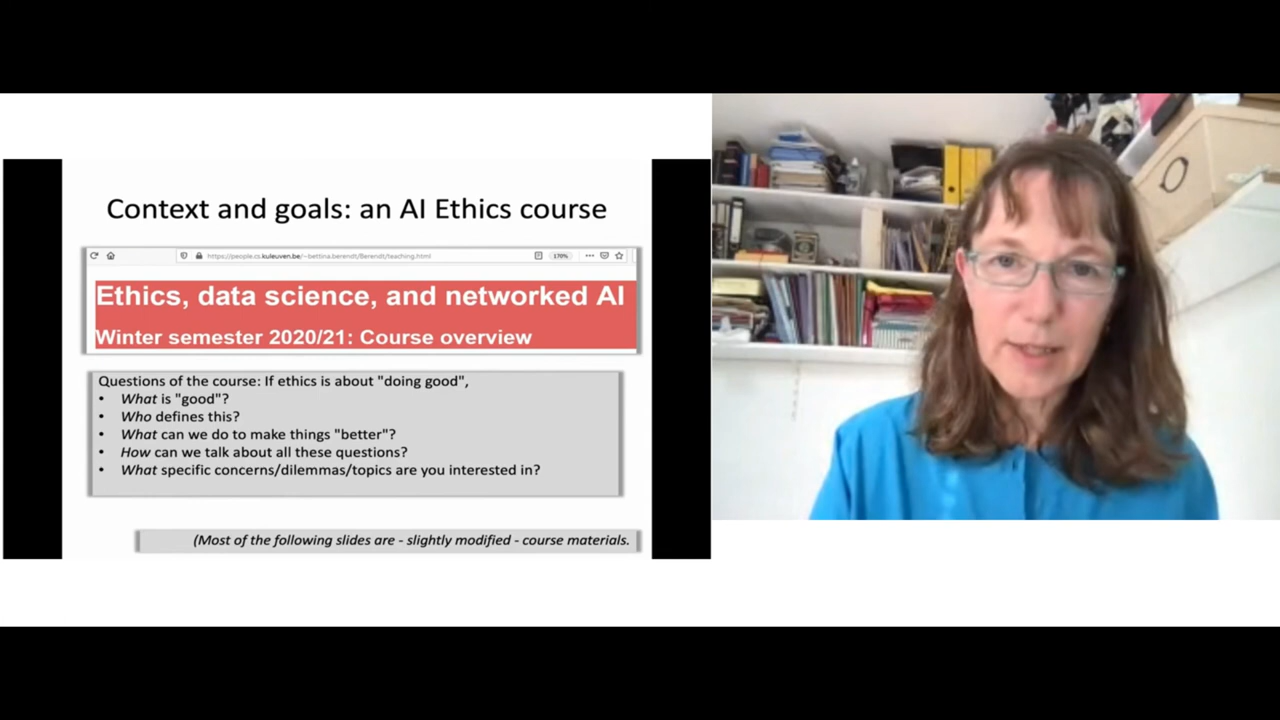 Context and goals: an AI Ethics course
https://people.cs.kuleuven.be/~bettina.berendt/Berendt/teaching.html
170%
Ethics, data science, and networked AI
Winter semester 2020/21: Course overview
Questions of the course: If ethics is about "doing good",
• What is "good"?
• Who defines this?
• What can we do to make things "better"?
• How can we talk about all these questions?
• What specific concerns/dilemmas/topics are you interested in?
(Most of the following slides are - slightly modified - course materials.